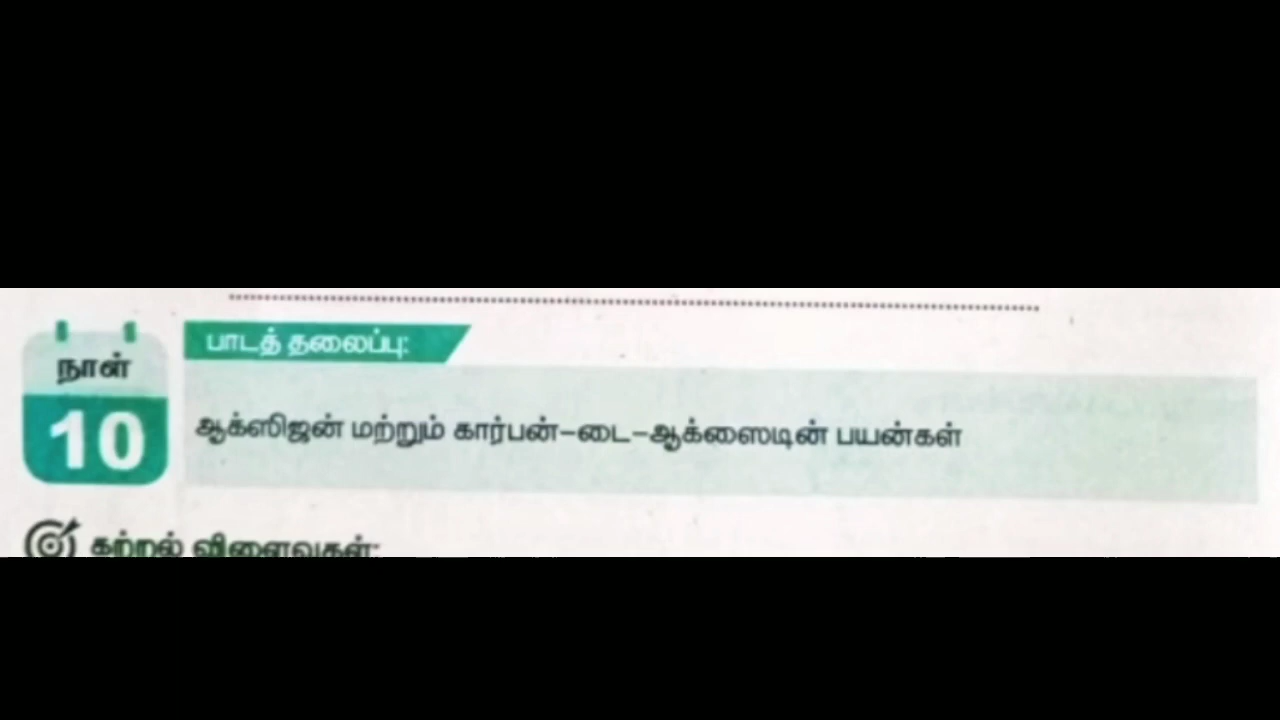 நாள்
10
பாடத் தலைப்பு:
ஆக்ஸிஜன் மற்றும் கார்பன்–டை–ஆக்ஸைடின் பயன்கள்
கற்றல் விளைவுகள்: